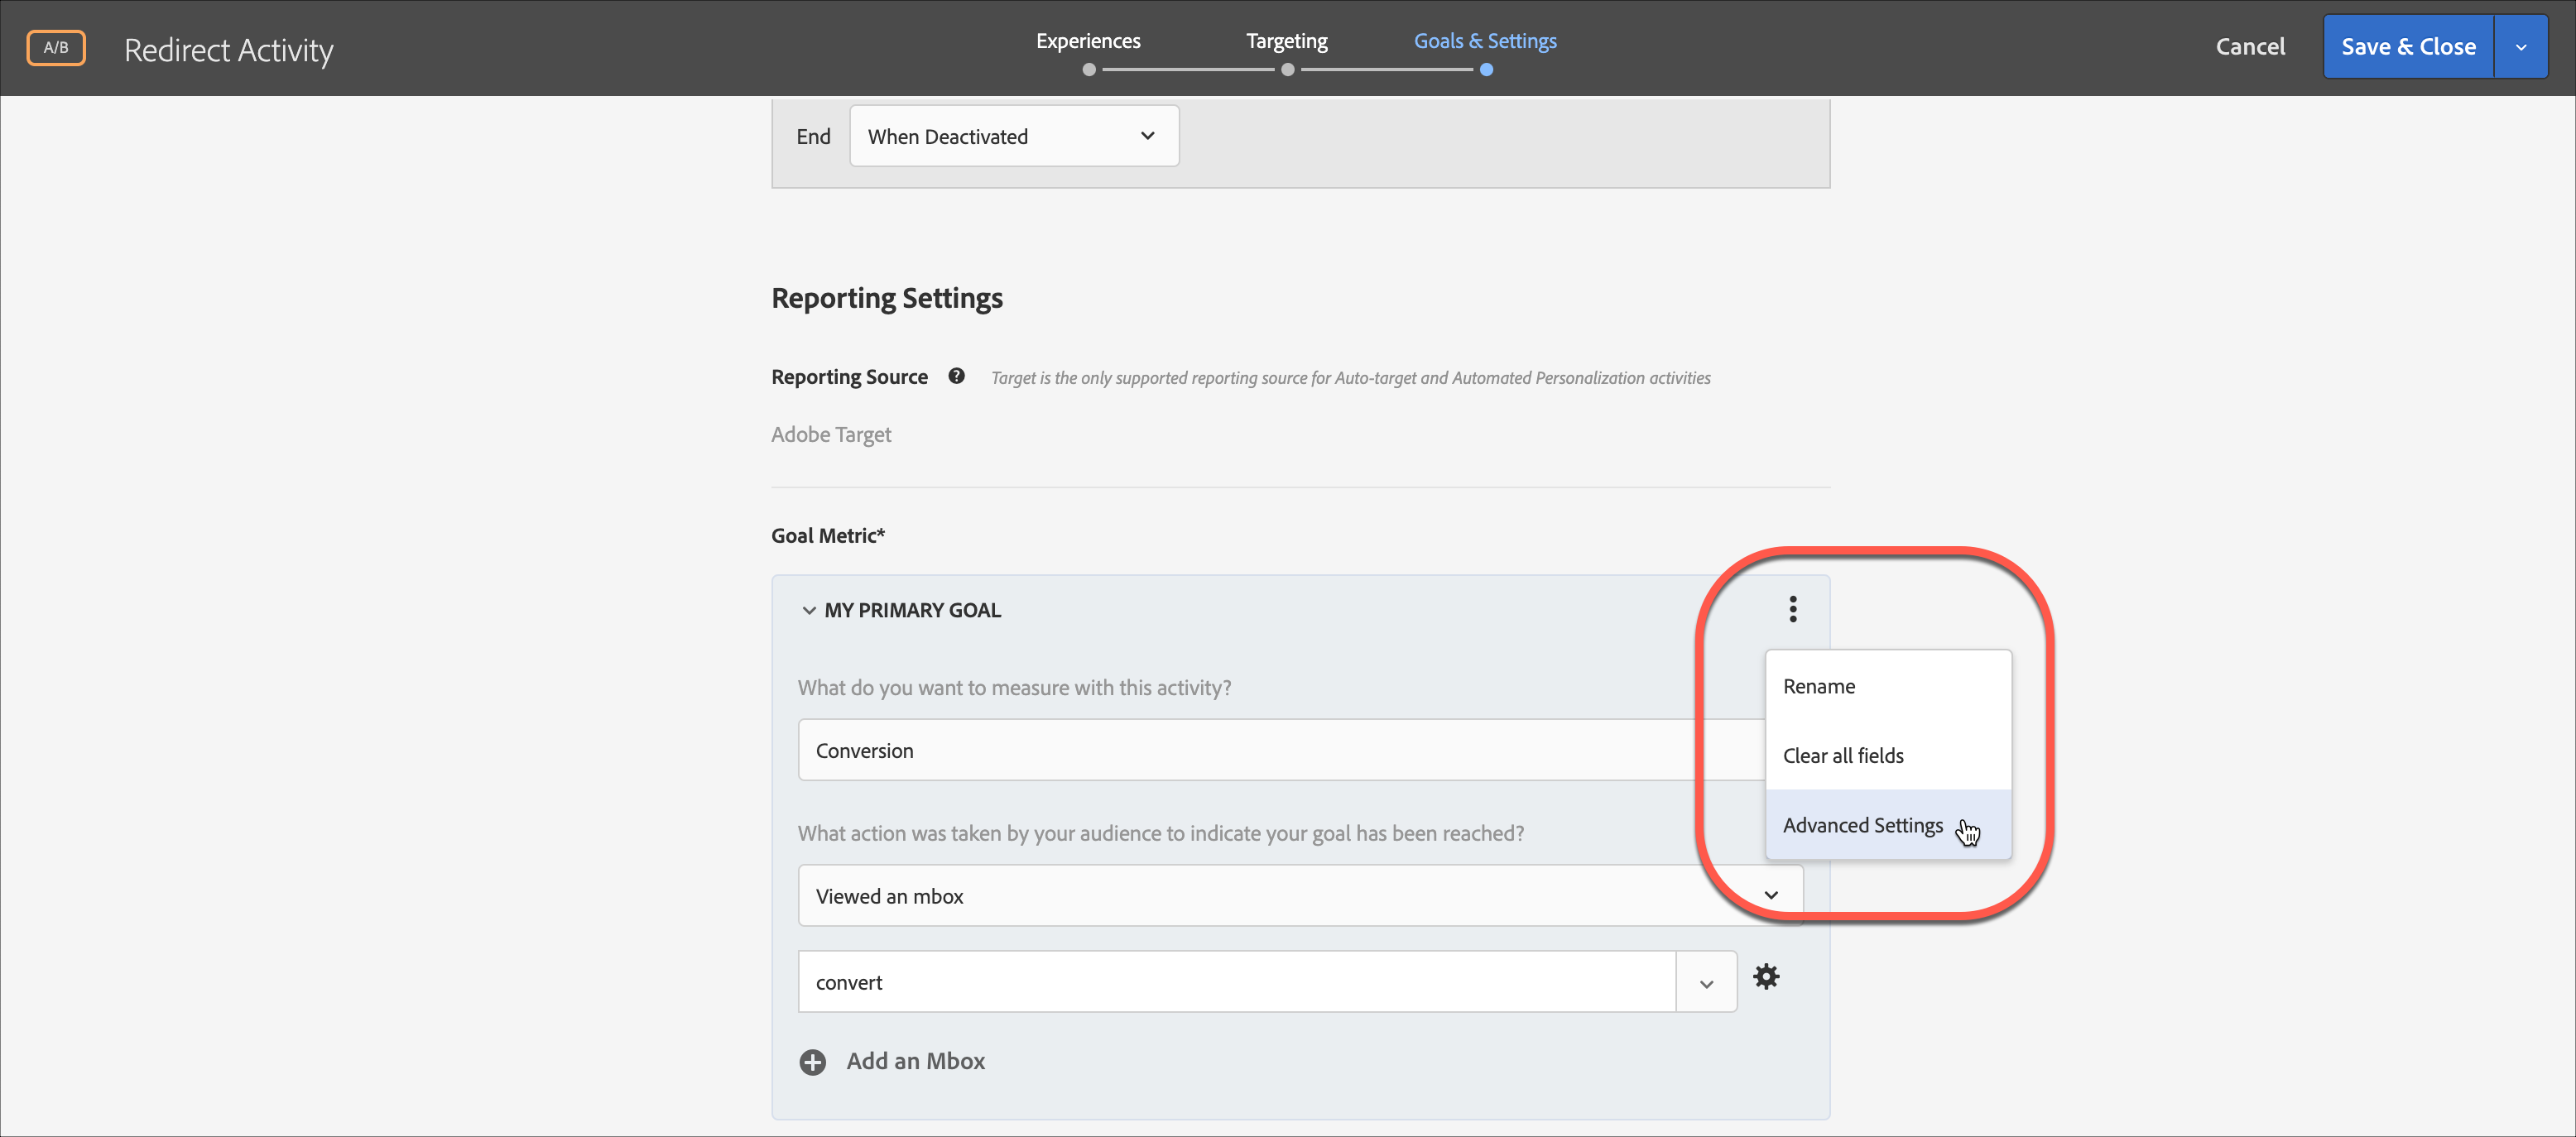 A/B
Redirect Activity
Experiences
Targeting
Goals & Settings
Cancel
Save & Close
End
When Deactivated
Reporting Settings
Reporting Source ? Target is the only supported reporting source for Auto-target and Automated Personalization activities
Adobe Target
Goal Metric*
MY PRIMARY GOAL
What do you want to measure with this activity?
Conversion
What action was taken by your audience to indicate your goal has been reached?
Viewed an mbox
convert
Add an Mbox
Rename
Clear all fields
Advanced Settings